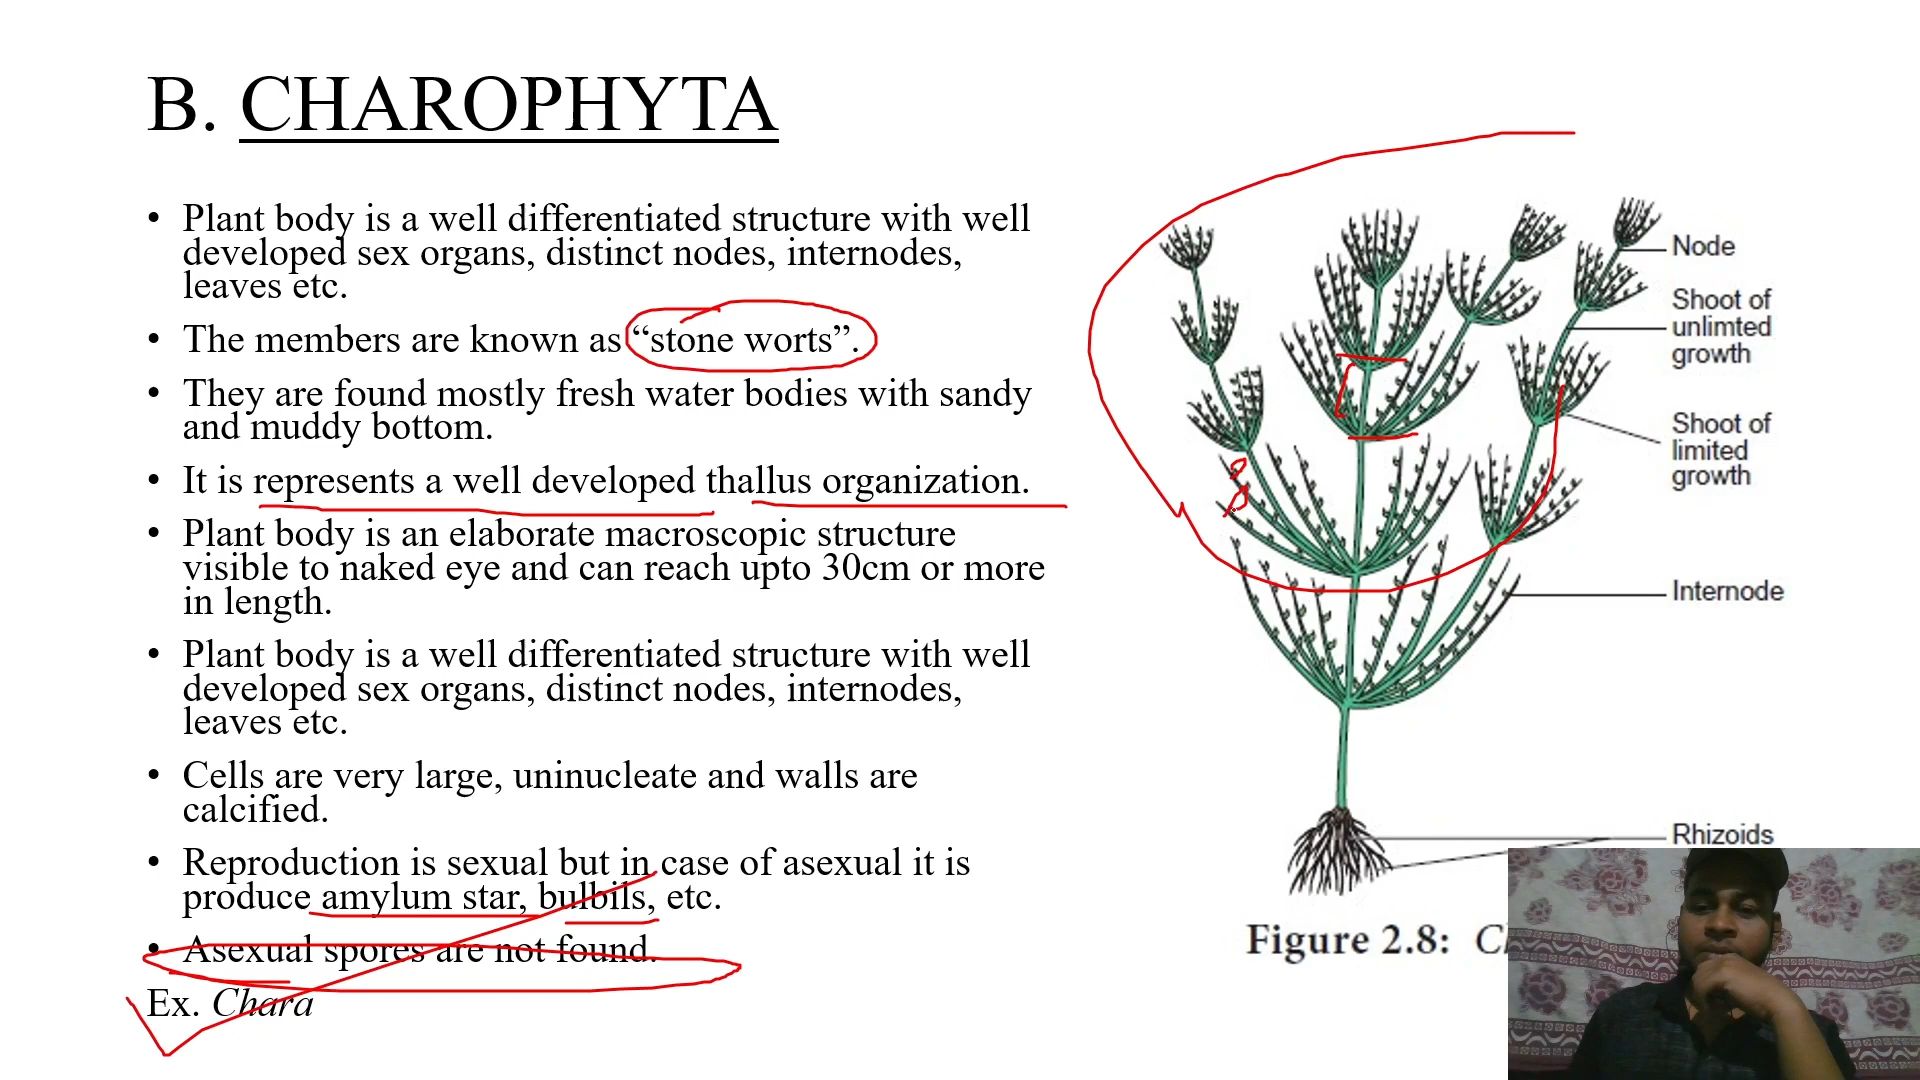 B. CHAROPHYTA
• Plant body is a well differentiated structure with well
developed sex organs, distinct nodes, internodes,
leaves etc.
• The members are known as “stone worts”.
• They are found mostly fresh water bodies with sandy
and muddy bottom.
• It is represents a well developed thallus organization.
• Plant body is an elaborate macroscopic structure
visible to naked eye and can reach upto 30cm or more
in length.
• Plant body is a well differentiated structure with well
developed sex organs, distinct nodes, internodes,
leaves etc.
• Cells are very large, uninucleate and walls are
calcified.
• Reproduction is sexual but in case of asexual it is
produce amylum star, bulbils, etc.
• Asexual spores are not found.
Ex. Chara
Node
Shoot of
unlimted
growth
Shoot of
limited
growth
Internode
Rhizoids
Figure 2.8: